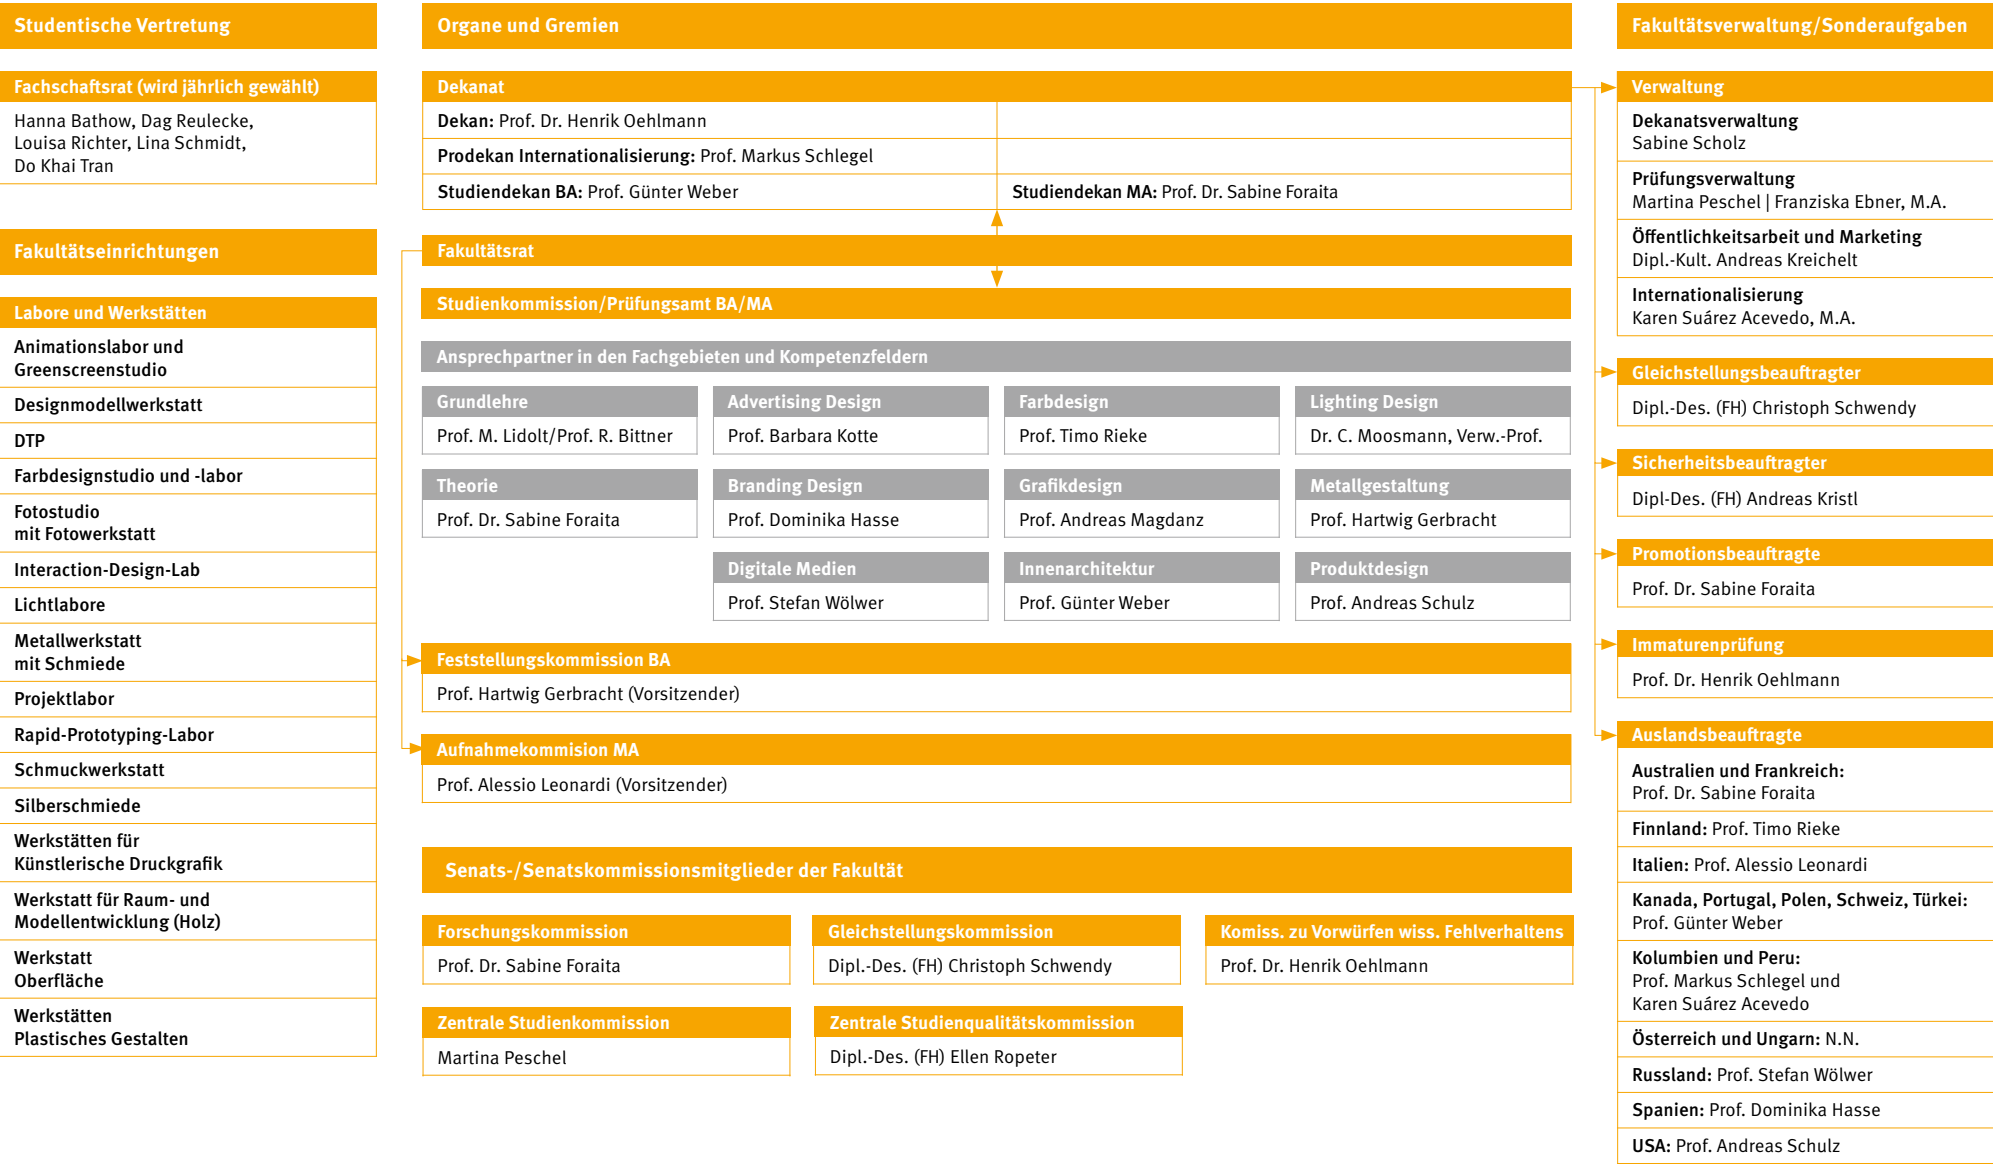 Studentische Vertretung
Fachschaftsrat (wird jährlich gewählt)
Hanna Bathow, Dag Reulecke,
Louisa Richter, Lina Schmidt,
Do Khai Tran
Fakultätseinrichtungen
Labore und Werkstätten
Animationslabor und
Greenscreenstudio
Designmodellwerkstatt
DTP
Farbdesignstudio und -labor
Fotostudio
mit Fotowerkstatt
Interaction-Design-Lab
Lichtlabore
Metallwerkstatt
mit Schmiede
Projektlabor
Rapid-Prototyping-Labor
Schmuckwerkstatt
Silberschmiede
Werkstätten für
Künstlerische Druckgrafik
Werkstatt für Raum- und
Modellentwicklung (Holz)
Werkstatt
Oberfläche
Werkstätten
Plastisches Gestalten
Organe und Gremien
Dekanat
Dekan: Prof. Dr. Henrik Oehlmann
Prodekan Internationalisierung: Prof. Markus Schlegel
Studiendekan BA: Prof. Günter Weber
Studiendekan MA: Prof. Dr. Sabine Foraita
Fakultätsrat
Studienkommission/Prüfungsamt BA/MA
Ansprechpartner in den Fachgebieten und Kompetenzfeldern
Grundlehre
Prof. M. Lidolt/Prof. R. Bittner
Advertising Design
Prof. Barbara Kotte
Farbdesign
Prof. Timo Rieke
Lighting Design
Dr. C. Moosmann, Verw.-Prof.
Theorie
Prof. Dr. Sabine Foraita
Branding Design
Prof. Dominika Hasse
Grafikdesign
Prof. Andreas Magdanz
Metallgestaltung
Prof. Hartwig Gerbracht
Digitale Medien
Prof. Stefan Wölwer
Innenarchitektur
Prof. Günter Weber
Produktdesign
Prof. Andreas Schulz
Feststellungskommission BA
Prof. Hartwig Gerbracht (Vorsitzender)
Aufnahmekommision MA
Prof. Alessio Leonardi (Vorsitzender)
Senats-/Senatskommissionsmitglieder der Fakultät
Forschungskommission
Prof. Dr. Sabine Foraita
Gleichstellungskommission
Dipl.-Des. (FH) Christoph Schwendy
Komiss. zu Vorwürfen wiss. Fehlverhaltens
Prof. Dr. Henrik Oehlmann
Zentrale Studienkommission
Martina Peschel
Zentrale Studienqualitätskommission
Dipl.-Des. (FH) Ellen Ropeter
Fakultätsverwaltung/Sonderaufgaben
Verwaltung
Dekanatsverwaltung
Sabine Scholz
Prüfungsverwaltung
Martina Peschel | Franziska Ebner, M.A.
Öffentlichkeitsarbeit und Marketing
Dipl.-Kult. Andreas Kreichelt
Internationalisierung
Karen Suárez Acevedo, M.A.
Gleichstellungsbeauftragter
Dipl.-Des. (FH) Christoph Schwendy
Sicherheitsbeauftragter
Dipl-Des. (FH) Andreas Kristl
Promotionsbeauftragte
Prof. Dr. Sabine Foraita
Immaturenprüfung
Prof. Dr. Henrik Oehlmann
Auslandsbeauftragte
Australien und Frankreich:
Prof. Dr. Sabine Foraita
Finnland: Prof. Timo Rieke
Italien: Prof. Alessio Leonardi
Kanada, Portugal, Polen, Schweiz, Türkei:
Prof. Günter Weber
Kolumbien und Peru:
Prof. Markus Schlegel und
Karen Suárez Acevedo
Österreich und Ungarn: N.N.
Russland: Prof. Stefan Wölwer
Spanien: Prof. Dominika Hasse
USA: Prof. Andreas Schulz